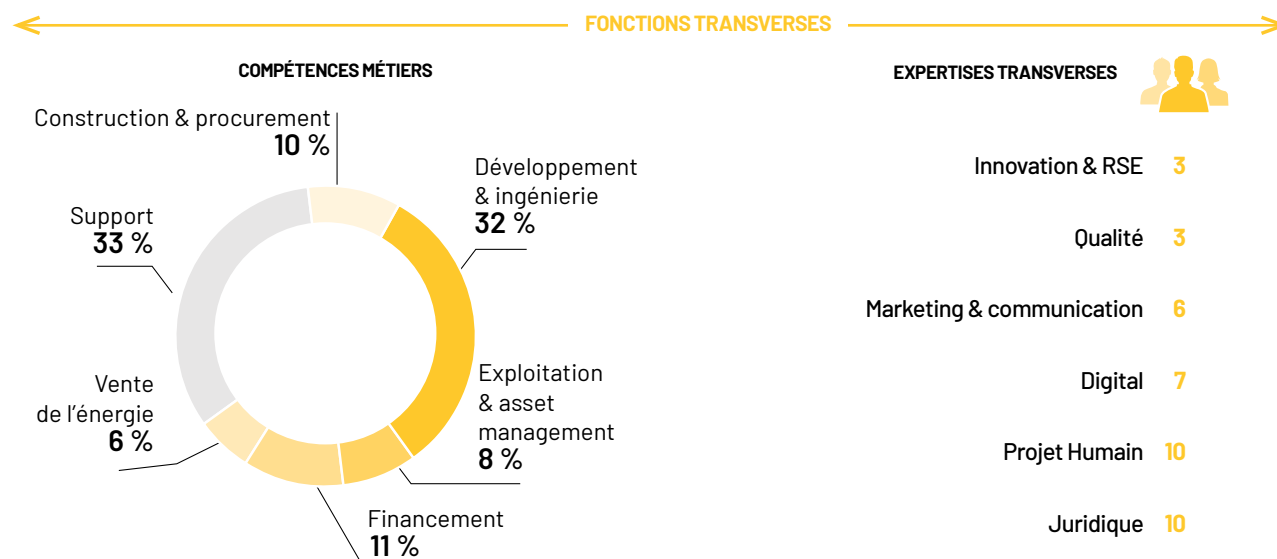 FONCTIONS TRANSVERSES
COMPÉTENCES MÉTIERS
Construction & procurement
10 %
Développement
& ingénierie
32 %
Support
33 %
Exploitation
& asset
management
8 %
Vente
de l'énergie
6 %
Financement
11 %
EXPERTISES TRANSVERSES
Innovation & RSE 3
Qualité 3
Marketing & communication 6
Digital 7
Projet Humain 10
Juridique 10